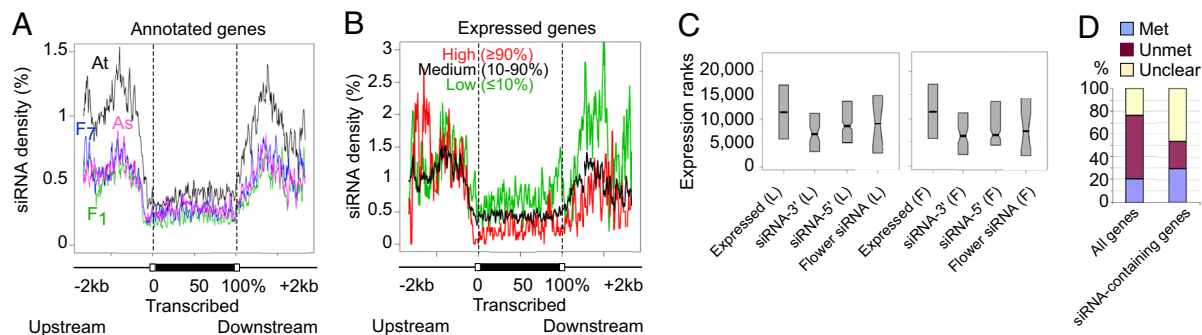 A
Annotated genes
siRNA density (%)
1.5
1
0.5
0
At
F7
As
F1
-2kb
0
50
100%
+2kb
Transcribed
Upstream
Downstream
B
Expressed genes
siRNA density (%)
3
2.5
2
1.5
1
0.5
0
High (≥90%)
Medium (10-90%)
Low (≤10%)
-2kb
0
50
100%
+2kb
Transcribed
Upstream
Downstream
C
Expression ranks
20,000
15,000
10,000
5,000
0
Expressed (L)
siRNA-3' (L)
siRNA-5' (L)
Flower siRNA (L)
Expressed (F)
siRNA-3' (F)
siRNA-5' (F)
Flower siRNA (F)
D
Met
Unmet
Unclear
%
100
80
60
40
20
0
All genes
siRNA-containing genes